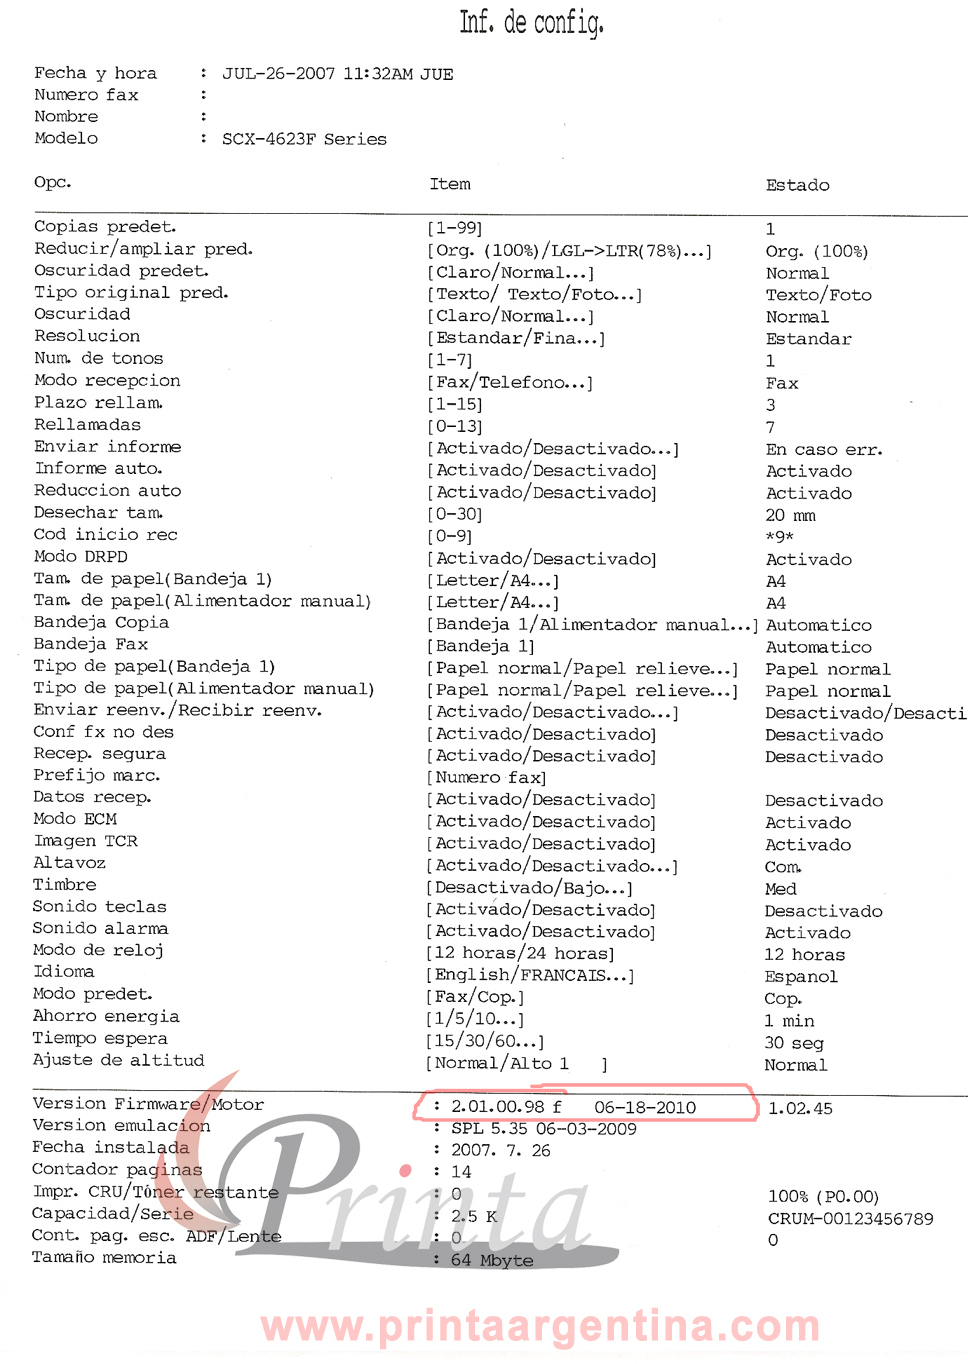 Inf. de config.
Fecha y hora : JUL-26-2007 11:32AM JUE
Numero fax :
Nombre :
Modelo : SCX-4623F Series
Opc. Item Estado
Copias predet. [1-99] 1
Reducir/ampliar pred. [Org. (100%)/LGL->LTR(78%)...] Org. (100%)
Oscuridad predet. [Claro/Normal...] Normal
Tipo original pred. [Texto/ Texto/Foto...] Texto/Foto
Oscuridad [Claro/Normal...] Normal
Resolucion [Estandar/Fina...] Estandar
Num. de tonos [1-7] 1
Modo recepcion [Fax/Telefono...] Fax
Plazo rellam. [1-15] 3
Rellamadas [0-13] 7
Enviar informe [Activado/Desactivado...] En caso err.
Informe auto. [Activado/Desactivado] Activado
Reduccion auto [Activado/Desactivado] Activado
Desechar tam. [0-30] 20 mm
Cod inicio rec [0-9] *9*
Modo DRPD [Activado/Desactivado] Activado
Tam. de papel(Bandeja 1) [Letter/A4...] A4
Tam. de papel(Alimentador manual) [Letter/A4...] A4
Bandeja Copia [Bandeja 1/Alimentador manual...] Automatico
Bandeja Fax [Bandeja 1] Automatico
Tipo de papel(Bandeja 1) [Papel normal/Papel relieve...] Papel normal
Tipo de papel(Alimentador manual) [Papel normal/Papel relieve...] Papel normal
Enviar reenv./Recibir reenv. [Activado/Desactivado...] Desactivado/Desacti
Conf fx no des [Activado/Desactivado] Desactivado
Recep. segura [Activado/Desactivado] Desactivado
Prefijo marc. [Numero fax]
Datos recep. [Activado/Desactivado] Desactivado
Modo ECM [Activado/Desactivado] Activado
Imagen TCR [Activado/Desactivado] Activado
Altavoz [Activado/Desactivado...] Com.
Timbre [Desactivado/Bajo...] Med
Sonido teclas [Activado/Desactivado] Desactivado
Sonido alarma [Activado/Desactivado] Activado
Modo de reloj [12 horas/24 horas] 12 horas
Idioma [English/FRANCAIS...] Espanol
Modo predet. [Fax/Cop.] Cop.
Ahorro energia [1/5/10...] 1 min
Tiempo espera [15/30/60...] 30 seg
Ajuste de altitud [Normal/Alto 1 ] Normal
Version Firmware/Motor : 2.01.00.98 f 06-18-2010 1.02.45
Version emulacion : SPL 5.35 06-03-2009
Fecha instalada : 2007. 7. 26
Contador paginas : 14
Impr. CRU/Tóner restante : 0 100% (P0.00)
Capacidad/Serie : 2.5 K CRUM-00123456789
Cont. pag. esc. ADF/Lente : 0 0
Tamaño memoria : 64 Mbyte
Printa
www.printaargentina.com